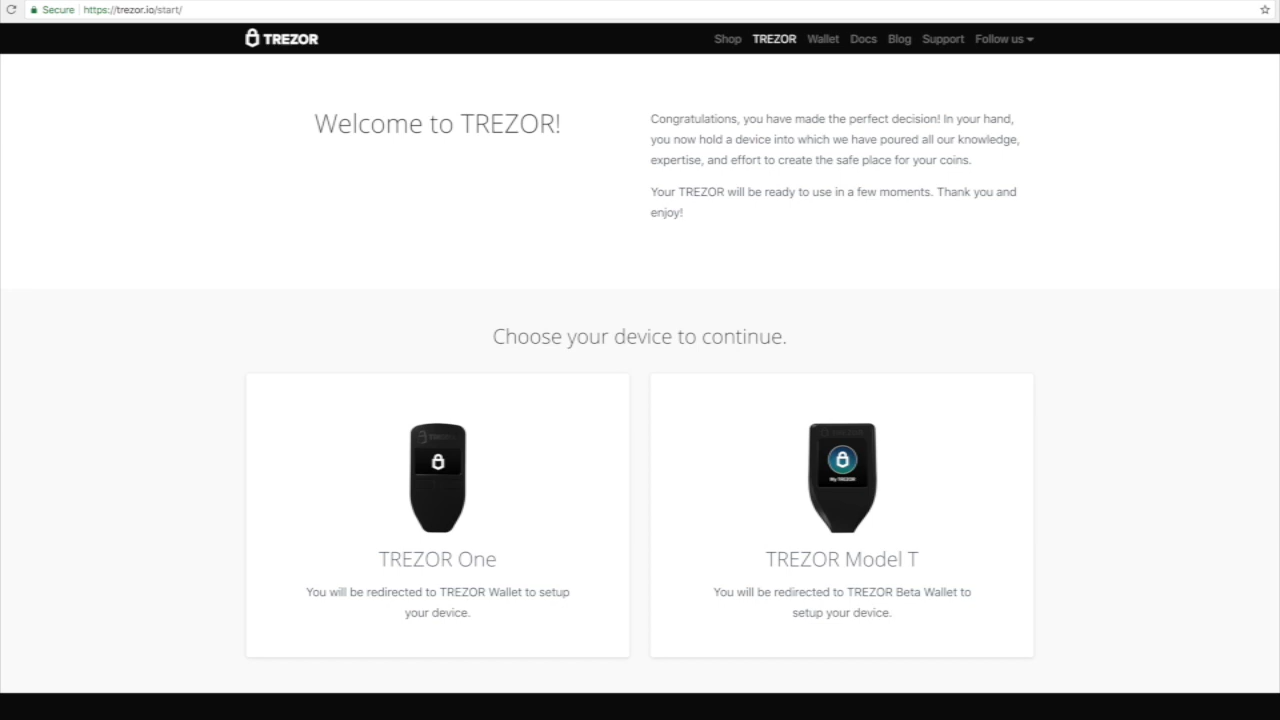 Secure https://trezor.io/start/
TREZOR
Shop TREZOR Wallet Docs Blog Support Follow us
Welcome to TREZOR!
Congratulations, you have made the perfect decision! In your hand,
you now hold a device into which we have poured all our knowledge,
expertise, and effort to create the safe place for your coins.
Your TREZOR will be ready to use in a few moments. Thank you and
enjoy!
Choose your device to continue.
My TREZOR
TREZOR One
You will be redirected to TREZOR Wallet to setup
your device.
TREZOR Model T
You will be redirected to TREZOR Beta Wallet to
setup your device.